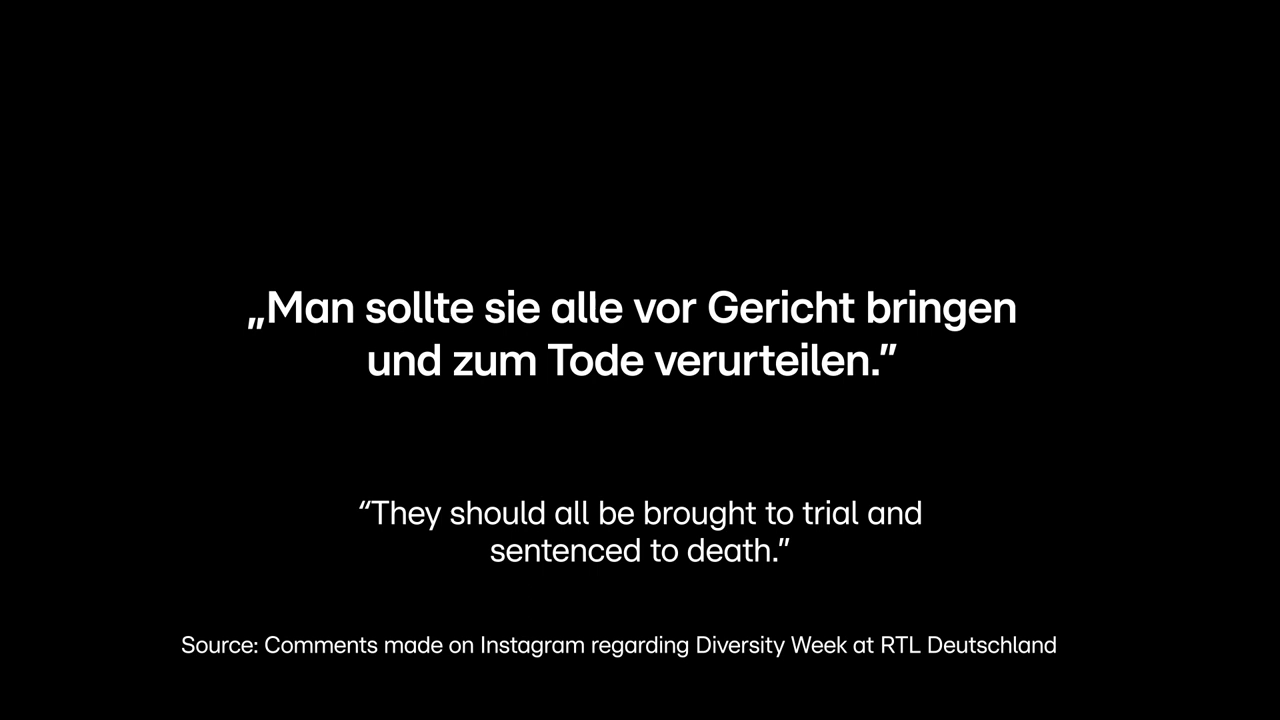 „Man sollte sie alle vor Gericht bringen
und zum Tode verurteilen.”
“They should all be brought to trial and
sentenced to death.”
Source: Comments made on Instagram regarding Diversity Week at RTL Deutschland